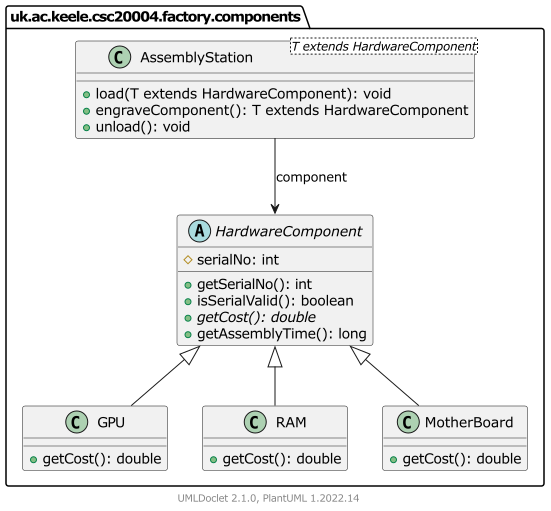 uk.ac.keele.csc20004.factory.components
C AssemblyStation
T extends HardwareComponent
load(T extends HardwareComponent): void
engraveComponent(): T extends HardwareComponent
unload(): void
component
A HardwareComponent
serialNo: int
getSerialNo(): int
isSerialValid(): boolean
getCost(): double
getAssemblyTime(): long
C GPU
getCost(): double
C RAM
getCost(): double
C MotherBoard
getCost(): double
UMLDoclet 2.1.0, PlantUML 1.2022.14